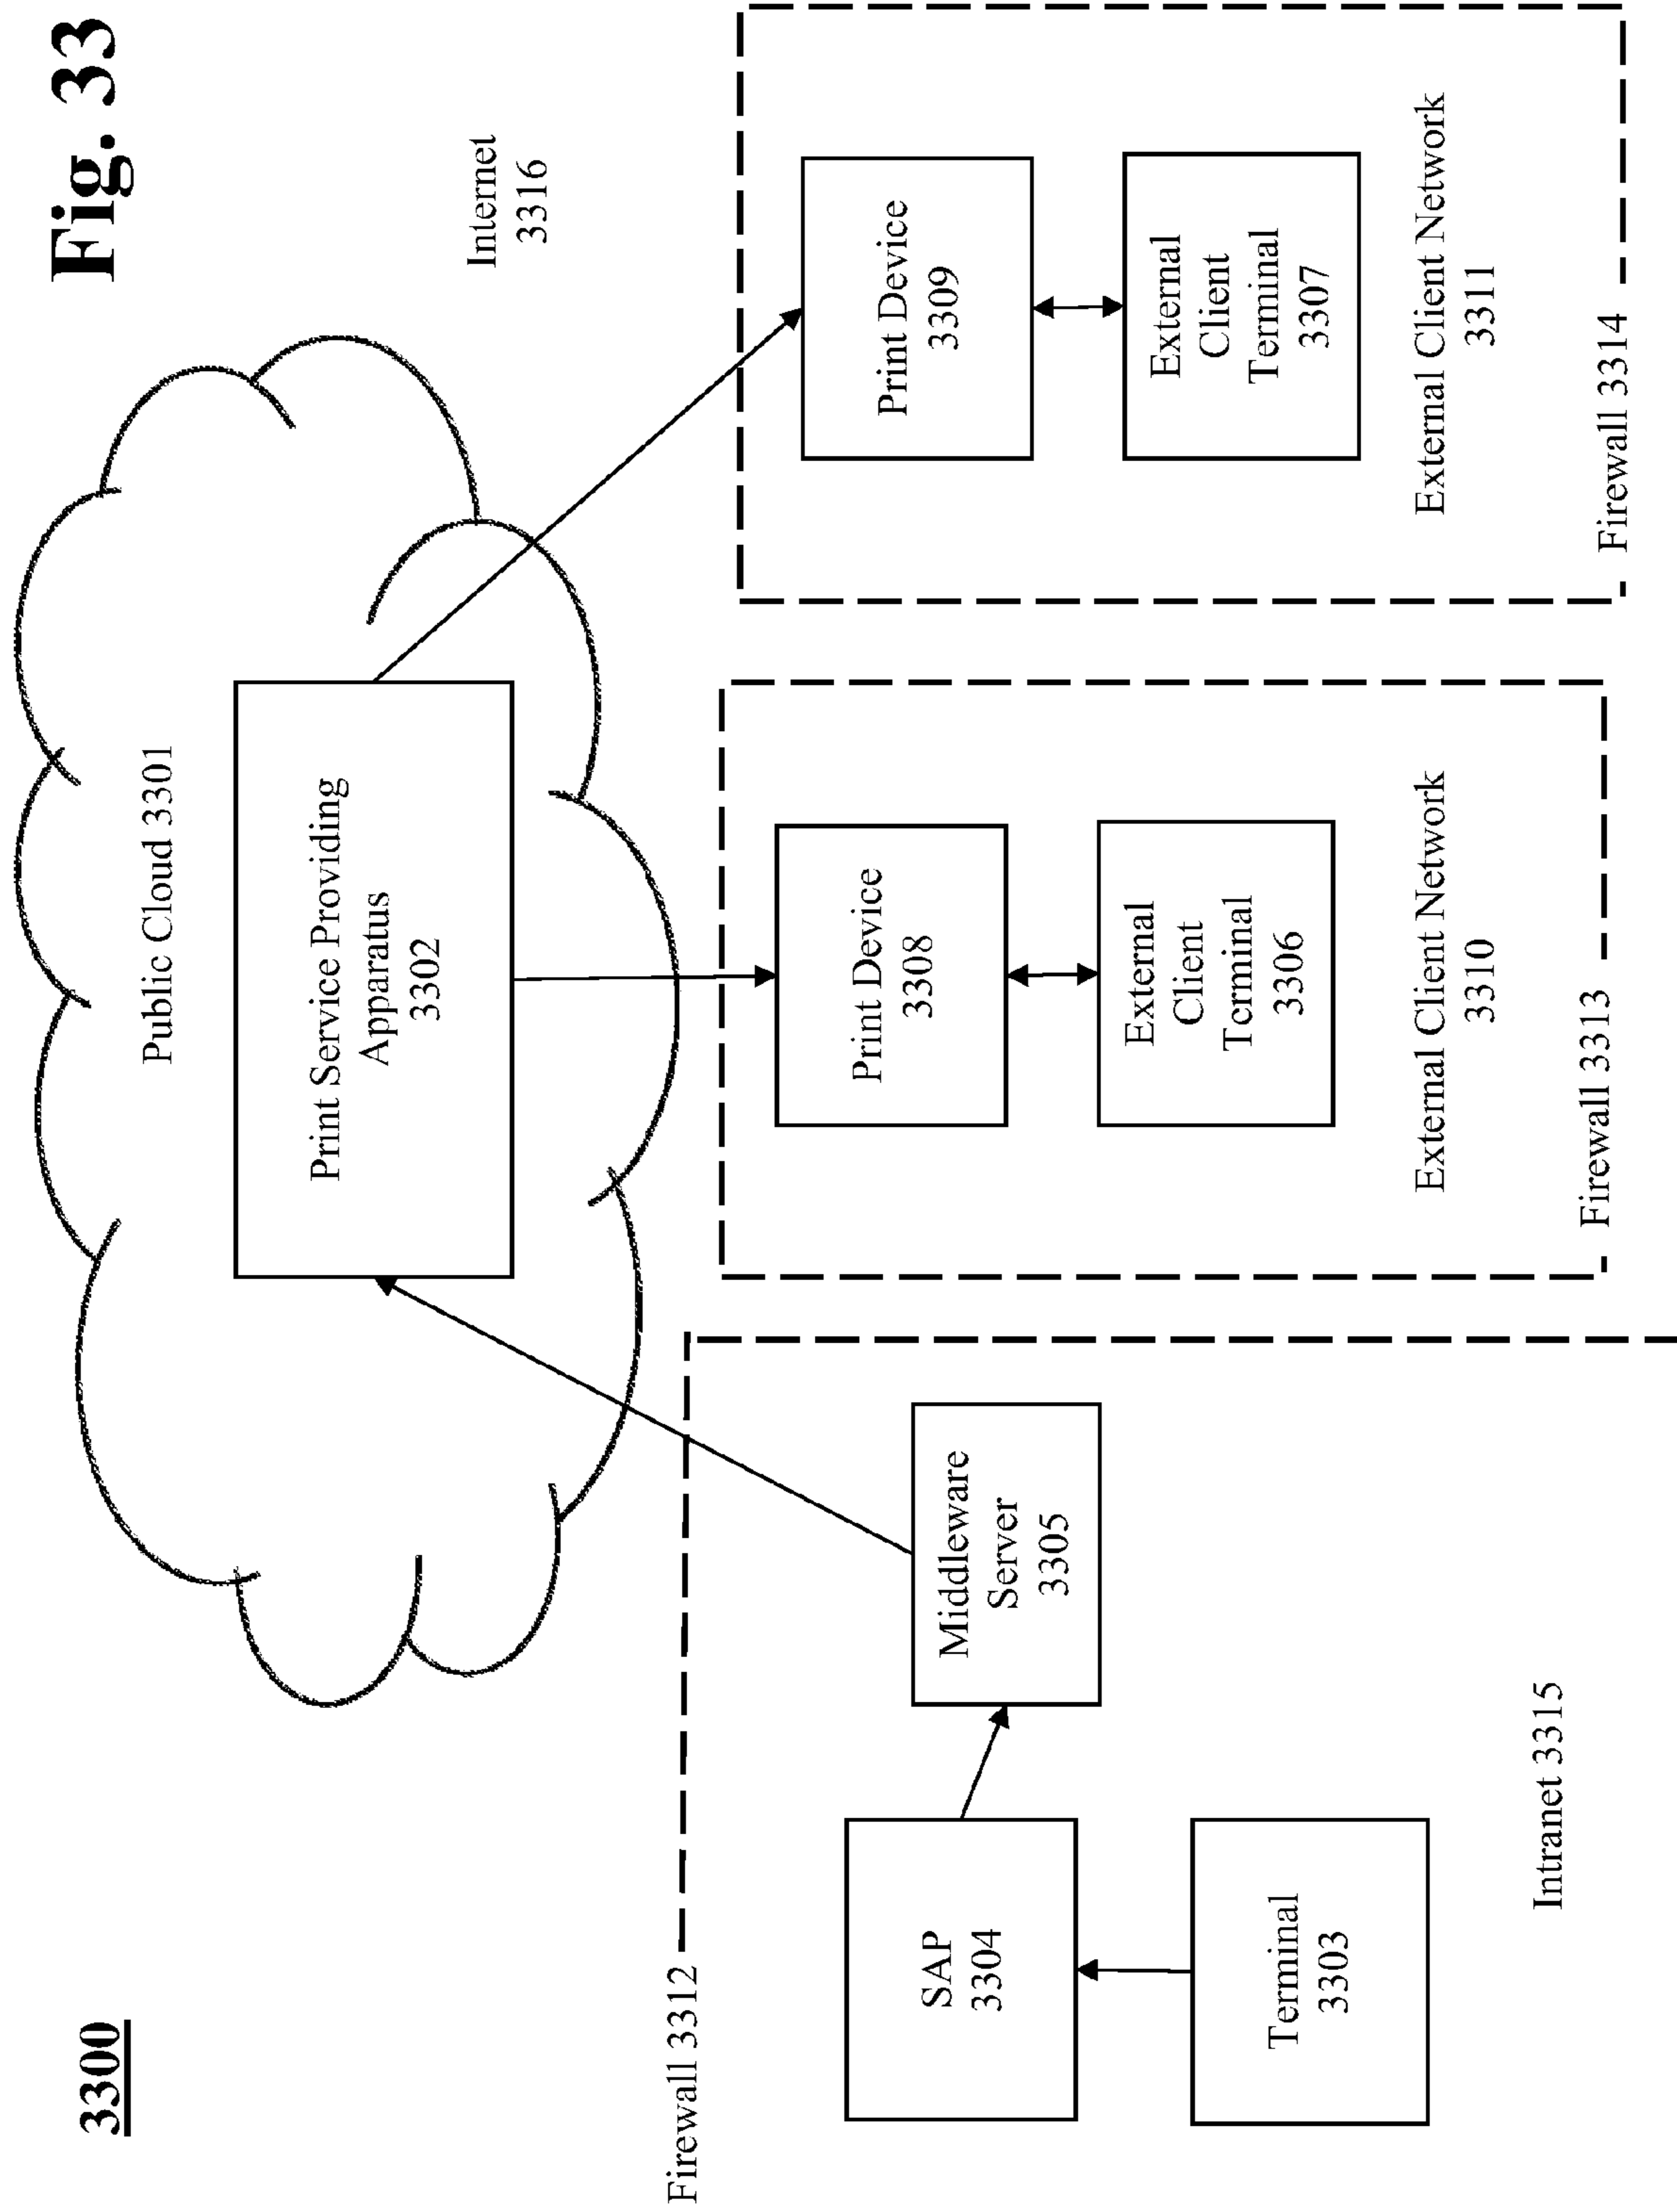 Fig. 33
3300
Internet
3316
Public Cloud 3301
Print Service Providing
Apparatus
3302
Firewall 3312
SAP
3304
Terminal
3303
Middleware
Server
3305
Intranet 3315
Print Device
3308
External
Client
Terminal
3306
External Client Network
3310
Firewall 3313
Print Device
3309
External
Client
Terminal
3307
External Client Network
3311
Firewall 3314